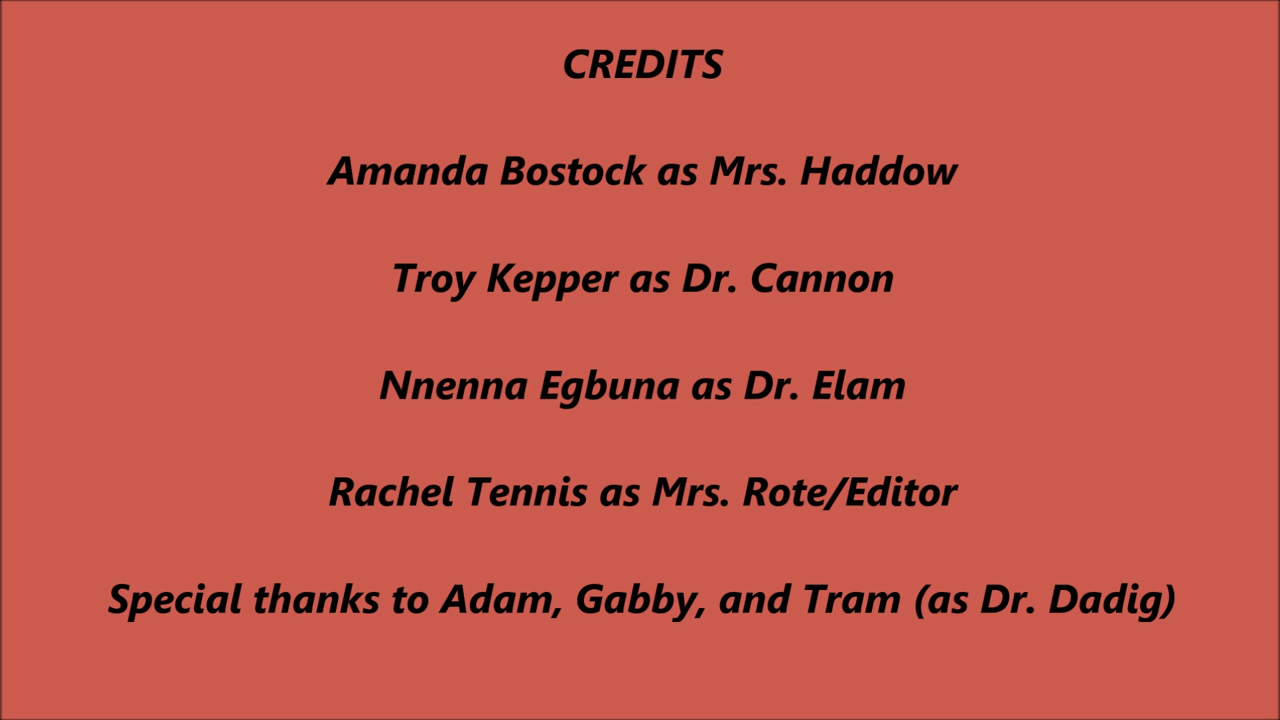 CREDITS
Amanda Bostock as Mrs. Haddow
Troy Kepper as Dr. Cannon
Nnenna Egbuna as Dr. Elam
Rachel Tennis as Mrs. Rote/Editor
Special thanks to Adam, Gabby, and Tram (as Dr. Dadig)